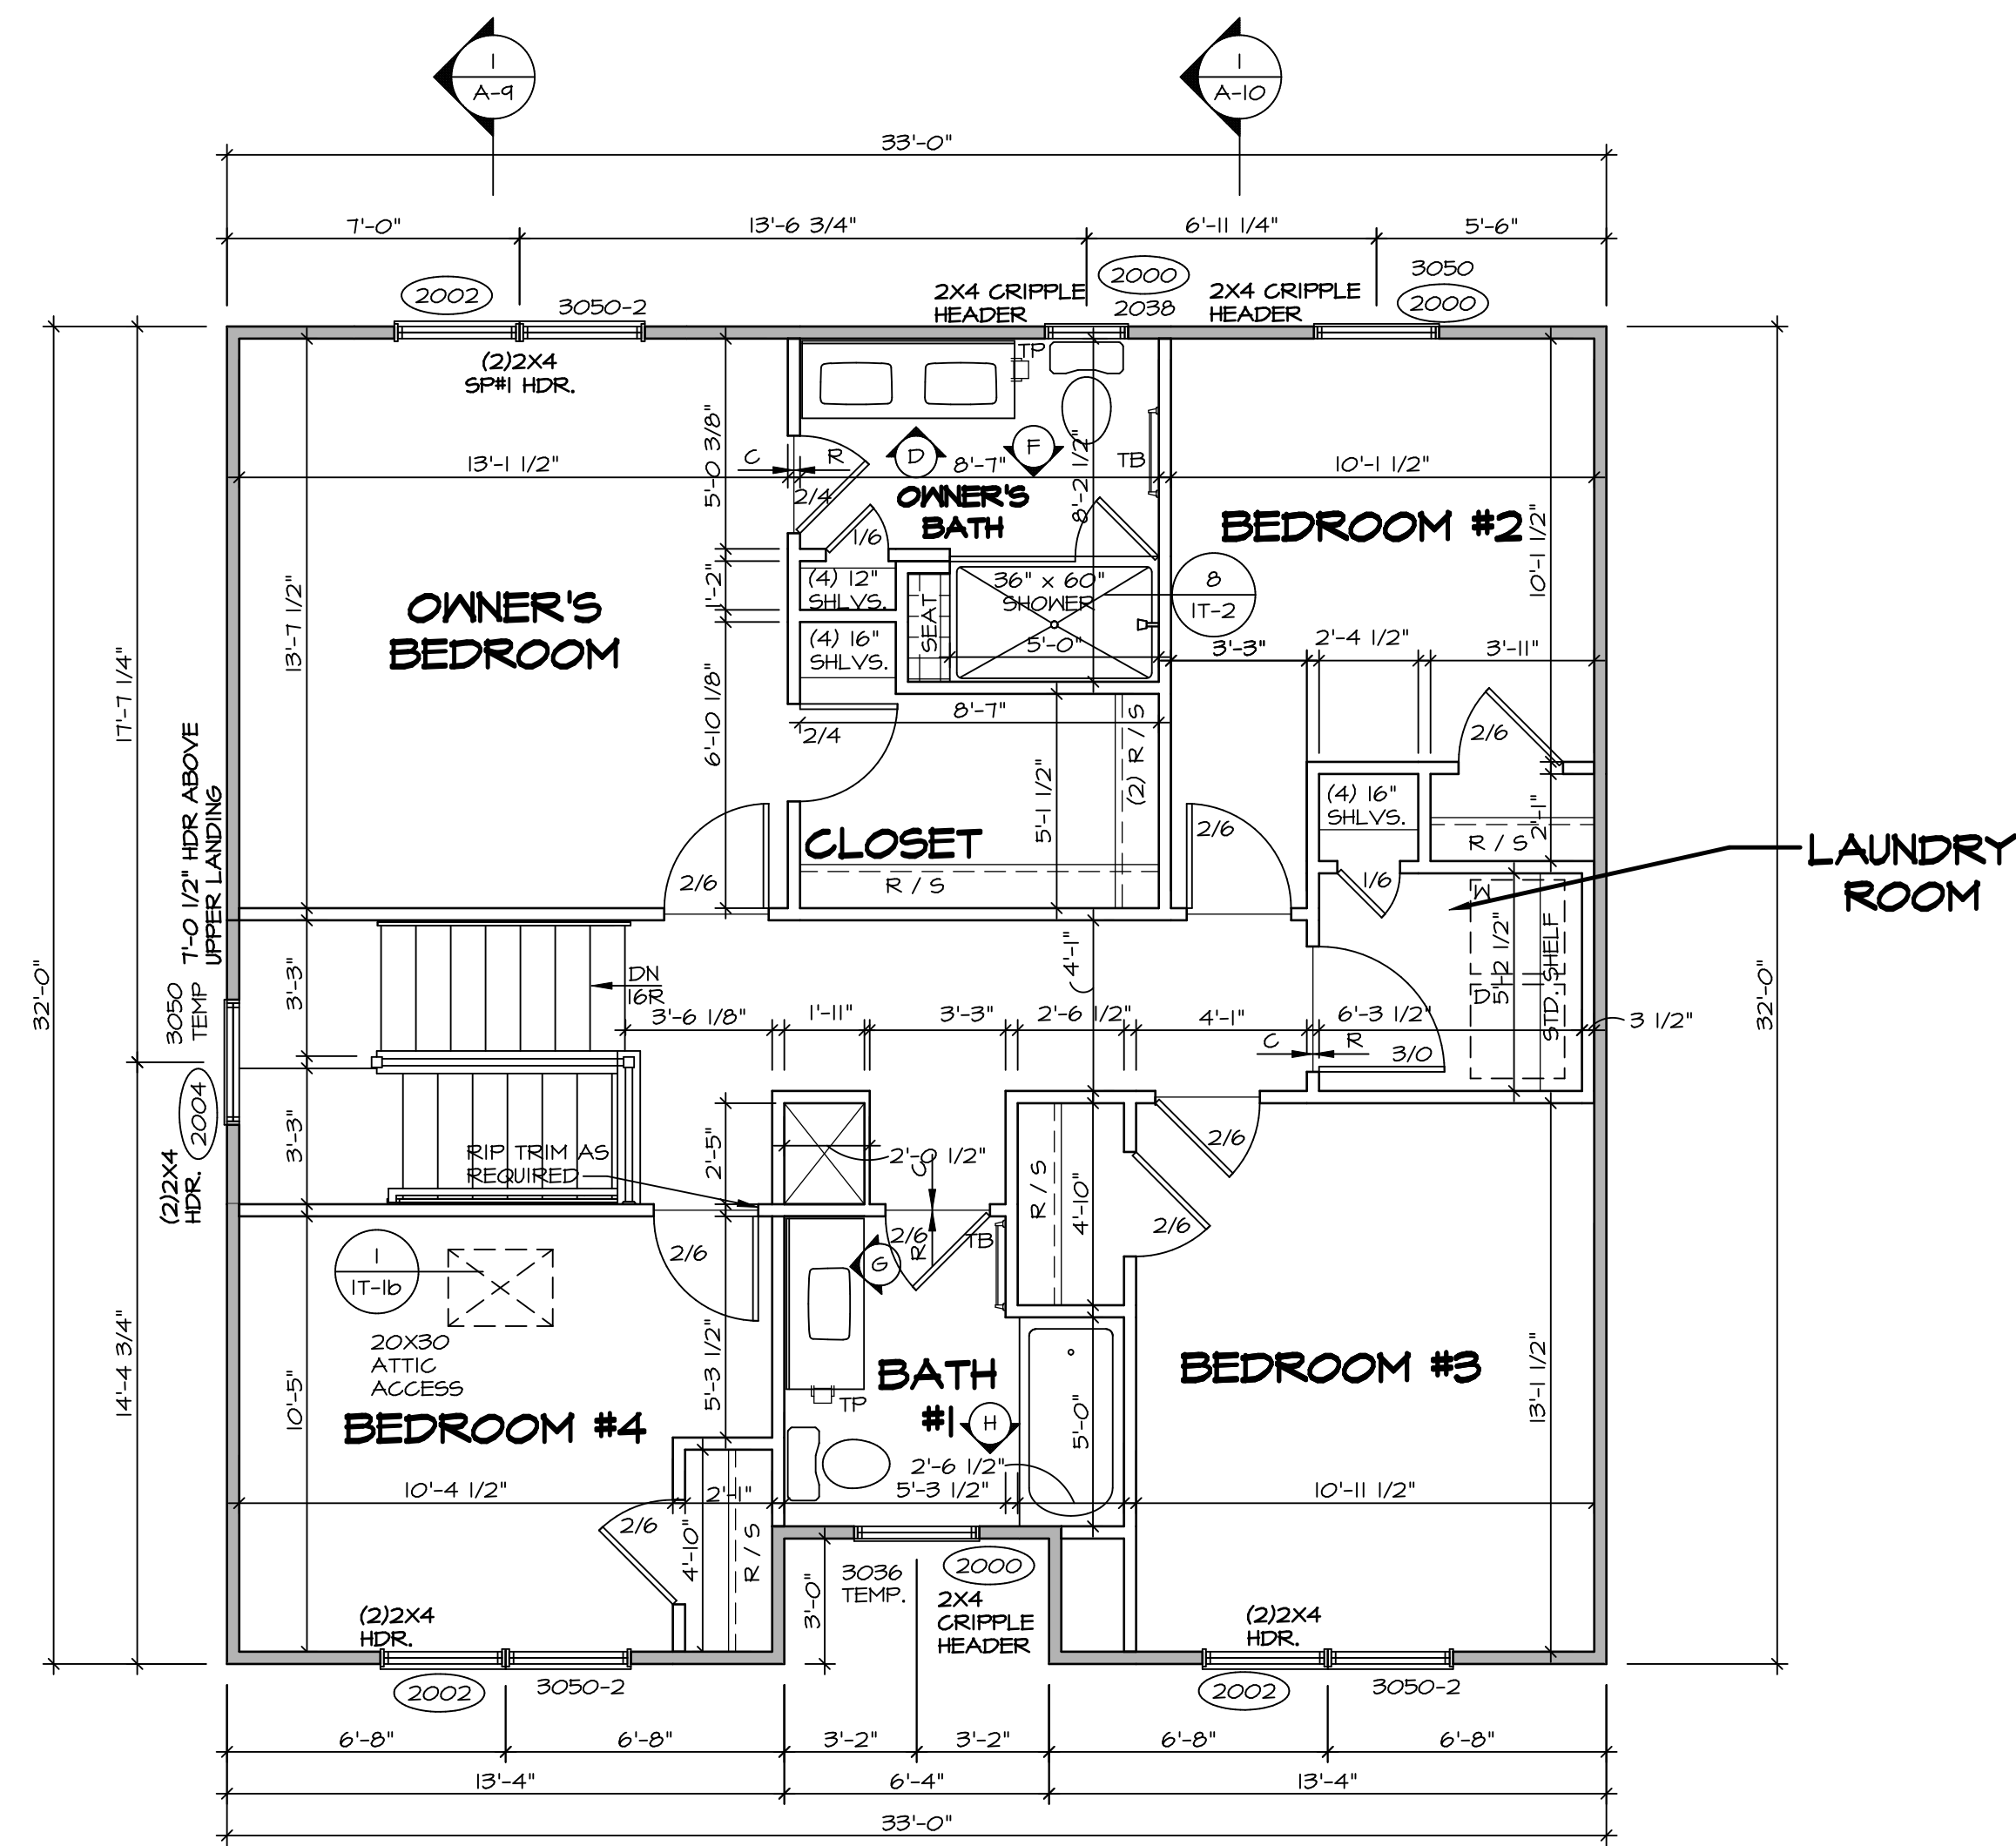 1
A-9
1
A-10
33'-0"
7'-0"
13'-6 3/4"
6'-11 1/4"
5'-6"
2002
3050-2
2X4 CRIPPLE
HEADER
2000
2038
2X4 CRIPPLE
HEADER
3050
2000
(2)2X4
SP#1 HDR.
TP
13'-1 1/2"
5'-0 3/8"
C
R
2/4
D
F
8'-7"
8'-2 1/2"
TB
10'-1 1/2"
OWNER'S
BATH
BEDROOM #2
10'-1 1/2"
1/6
OWNER'S
BEDROOM
13'-7 1/2"
1'-2"
(4) 12"
SHLVS.
SEAT
36" x 60"
SHOWER
5'-0"
8
1T-2
(4) 16"
SHLVS.
3'-3"
2'-4 1/2"
3'-11"
17'-7 1/4"
6'-10 1/8"
8'-7"
2/4
(2) R / S
5'-1 1/2"
2/6
7'-0 1/2" HDR ABOVE
UPPER LANDING
CLOSET
R / S
2/6
2/6
(4) 16"
SHLVS.
2'-1"
R / S
1/6
LAUNDRY
ROOM
W
D
5'-2 1/2"
STD. SHELF
32'-0"
3050
TEMP
3'-3"
DN
16R
4'-1"
3'-6 1/8"
1'-11"
3'-3"
2'-6 1/2"
4'-1"
6'-3 1/2"
3 1/2"
32'-0"
C
R
3/0
2004
(2)2X4
HDR.
3'-3"
RIP TRIM AS
REQUIRED
2'-5"
2'-0 1/2"
C
R
2/6
TB
R / S
4'-10"
2/6
2/6
1
1T-1b
2/6
G
20X30
ATTIC
ACCESS
14'-4 3/4"
10'-5"
5'-3 1/2"
BEDROOM #4
TP
BATH
#1
H
5'-0"
BEDROOM #3
13'-1 1/2"
10'-4 1/2"
2'-1"
2'-6 1/2"
5'-3 1/2"
10'-11 1/2"
2/6
4'-10"
R / S
3'-0"
3036
TEMP.
2000
2X4
CRIPPLE
HEADER
(2)2X4
HDR.
(2)2X4
HDR.
2002
3050-2
2002
3050-2
6'-8"
6'-8"
3'-2"
3'-2"
6'-8"
6'-8"
13'-4"
6'-4"
13'-4"
33'-0"